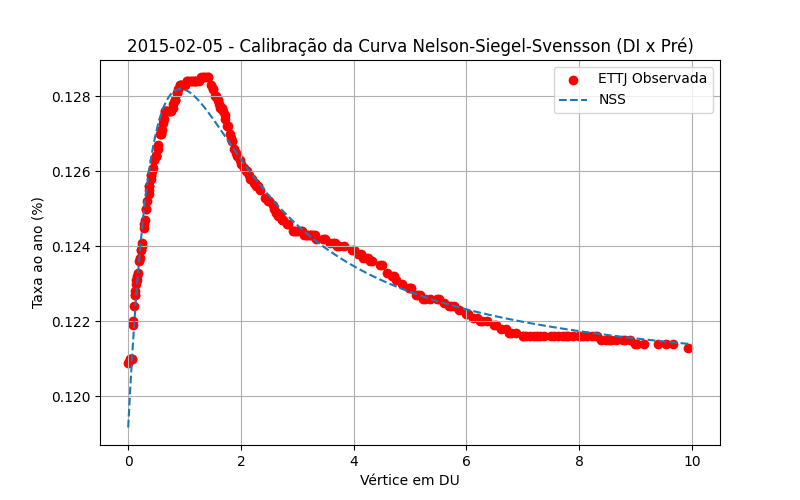 2015-02-05 - Calibração da Curva Nelson-Siegel-Svensson (DI x Pré)
ETTJ Observada
NSS
Taxa ao ano (%)
0.128
0.126
0.124
0.122
0.120
0
2
4
6
8
10
Vértice em DU